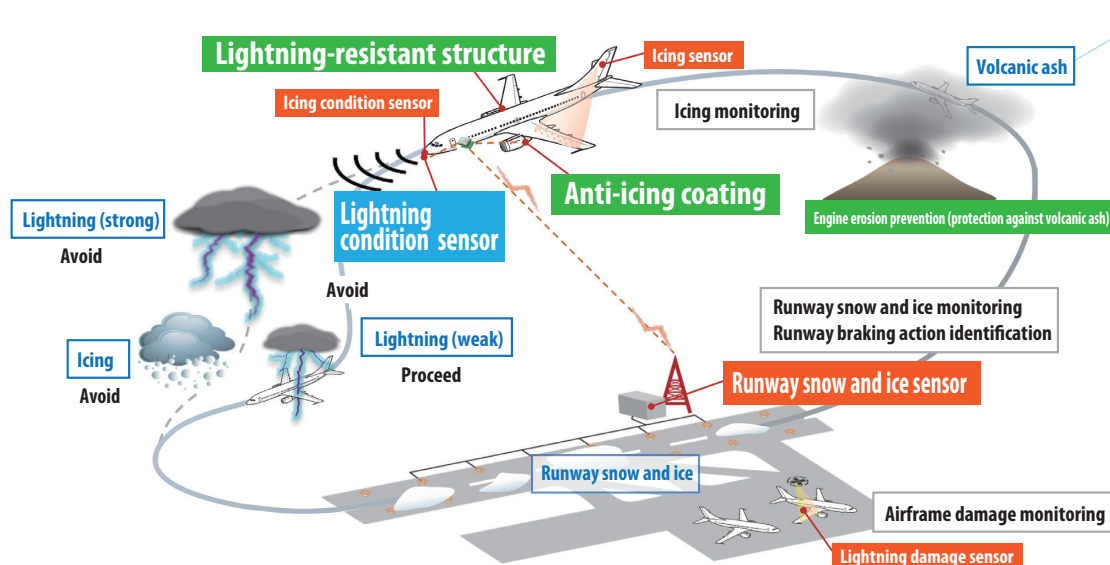 Lightning-resistant structure
Icing sensor
Volcanic ash
Icing condition sensor
Icing monitoring
Anti-icing coating
Lightning
condition sensor
Engine erosion prevention (protection against volcanic ash)
Lightning (strong)
Avoid
Avoid
Icing
Avoid
Lightning (weak)
Proceed
Runway snow and ice monitoring
Runway braking action identification
Runway snow and ice sensor
Runway snow and ice
Airframe damage monitoring
Lightning damage sensor